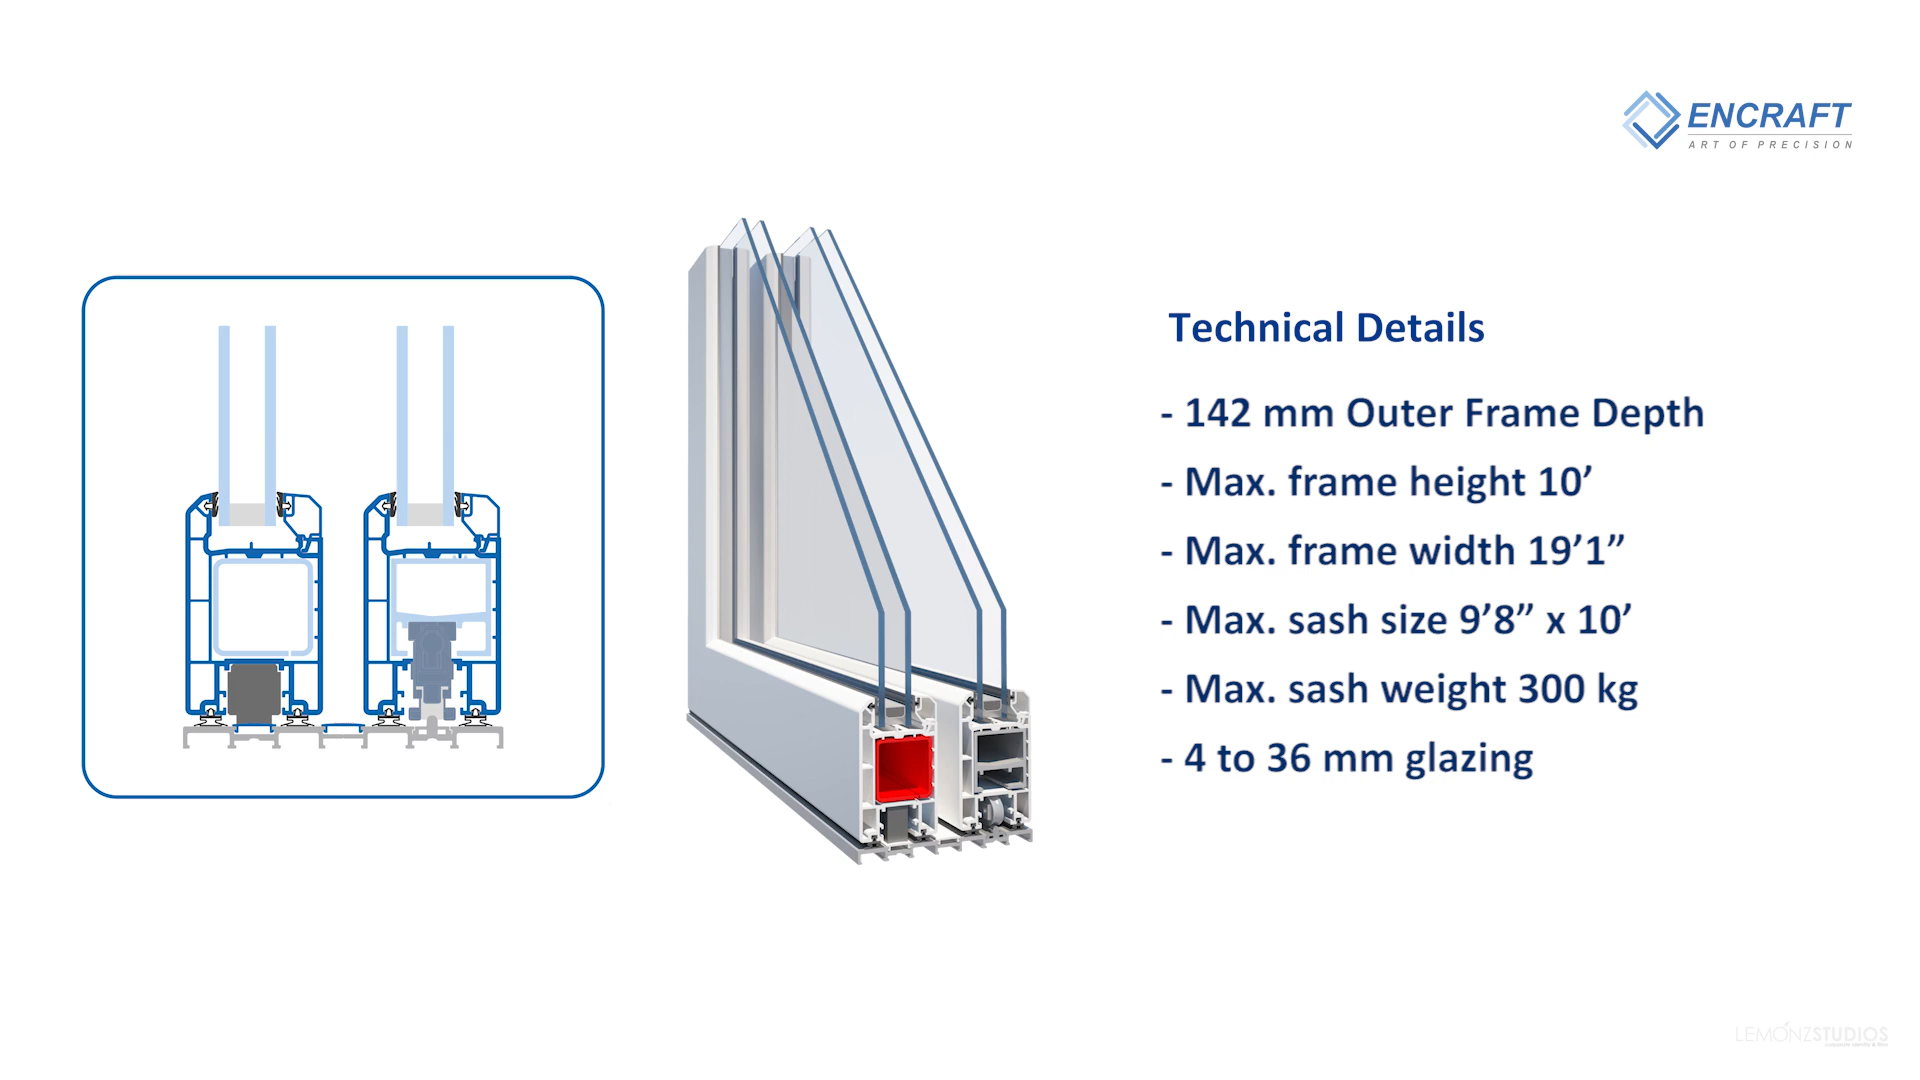 ENCRAFT
ART OF PRECISION
Technical Details
- 142 mm Outer Frame Depth
- Max. frame height 10’
- Max. frame width 19’1”
- Max. sash size 9’8” x 10’
- Max. sash weight 300 kg
- 4 to 36 mm glazing
LEMONZSTUDIOS